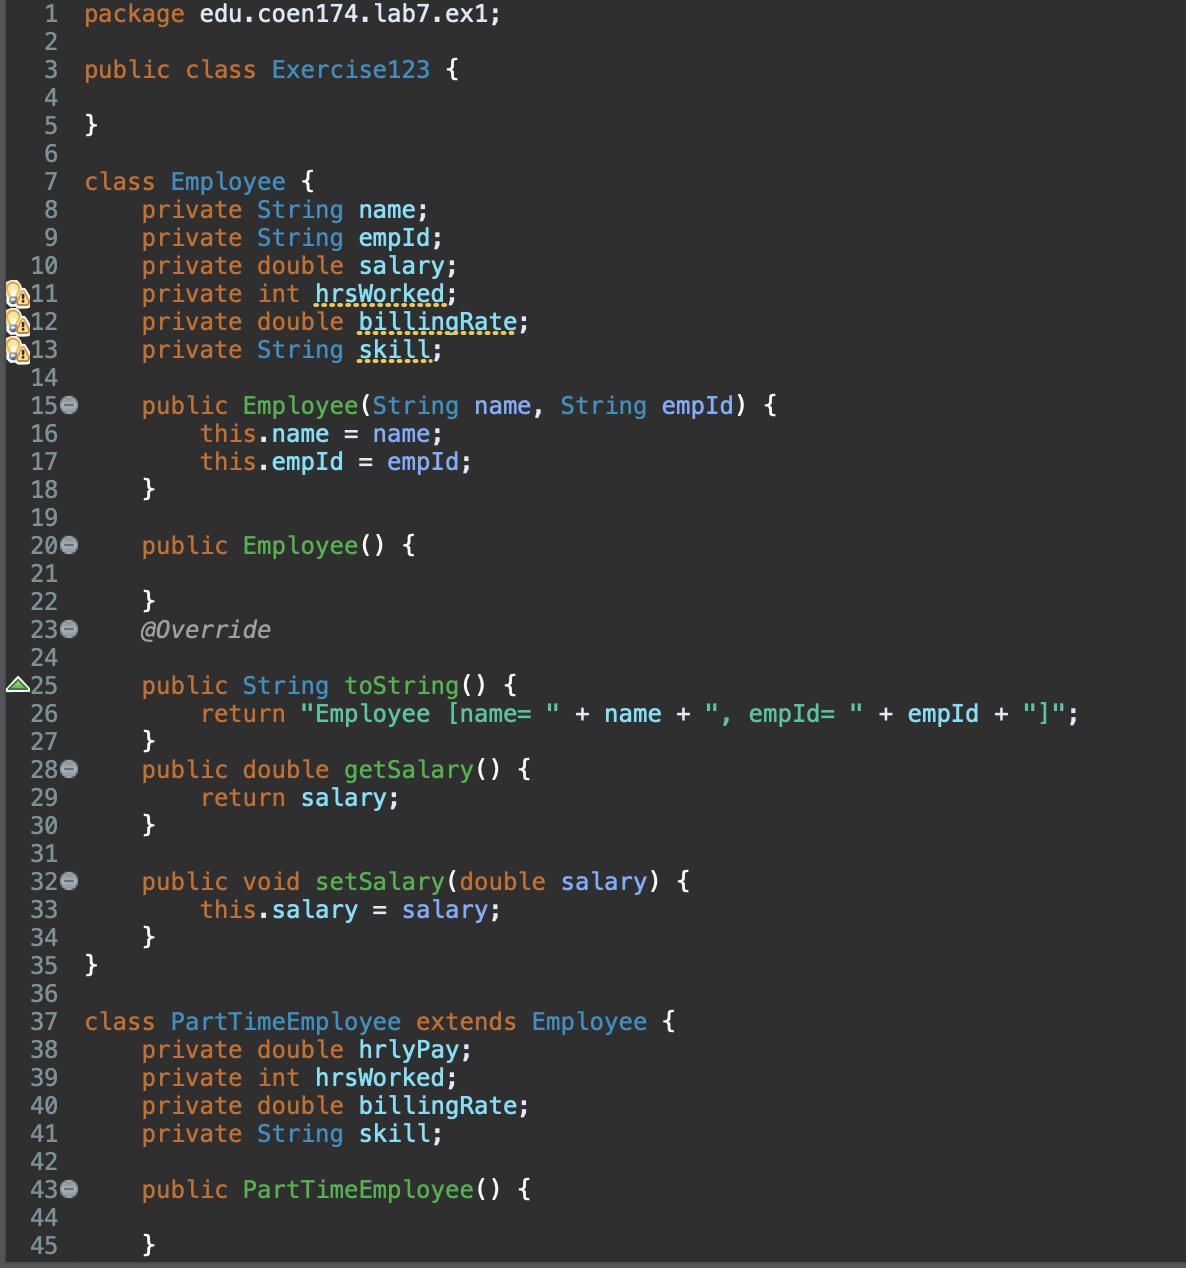 1 package edu.coen174.lab7.ex1;
2
3 public class Exercise123 {
4
5 }
6
7 class Employee {
8 private String name;
9 private String empId;
10 private double salary;
11 private int hrsWorked;
12 private double billingRate;
13 private String skill;
14
15 public Employee(String name, String empId) {
16 this.name = name;
17 this.empId = empId;
18 }
19
20 public Employee() {
21
22 }
23 @Override
24
25 public String toString() {
26 return "Employee [name= " + name + ", empId= " + empId + "]";
27 }
28 public double getSalary() {
29 return salary;
30 }
31
32 public void setSalary(double salary) {
33 this.salary = salary;
34 }
35 }
36
37 class PartTimeEmployee extends Employee {
38 private double hrlyPay;
39 private int hrsWorked;
40 private double billingRate;
41 private String skill;
42
43 public PartTimeEmployee() {
44
45 }